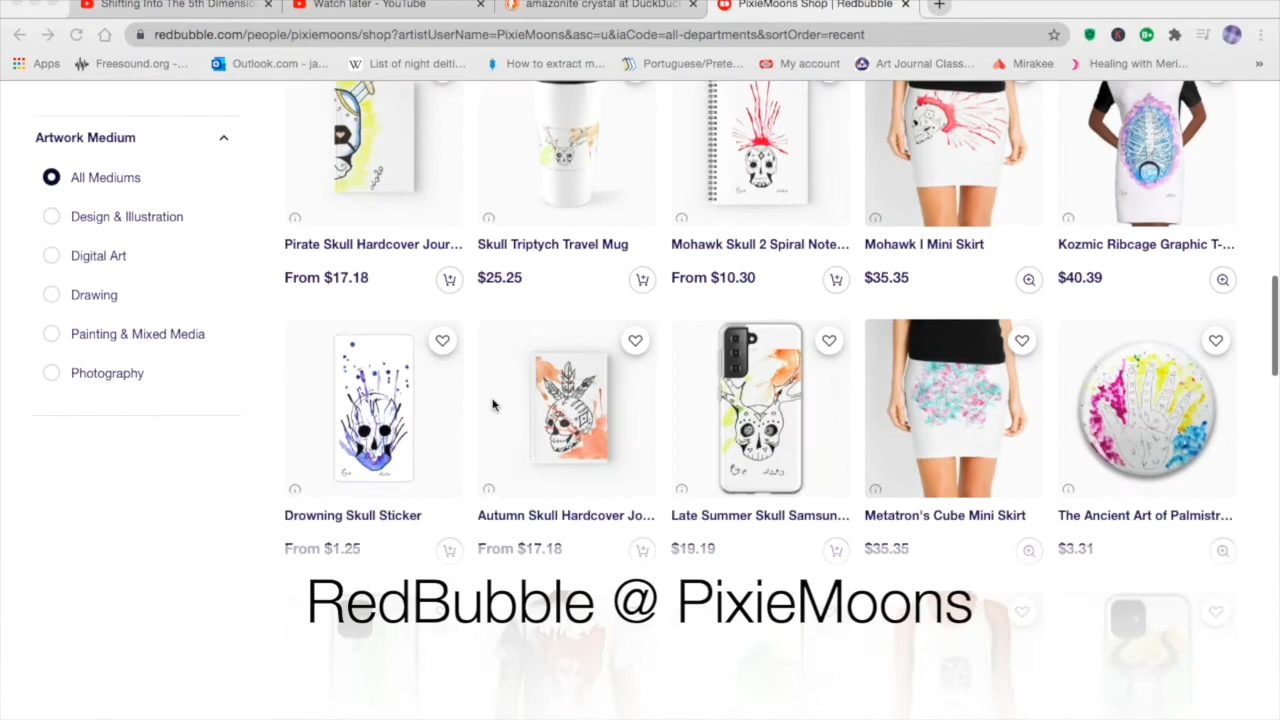 Shifting Into The 5th Dimension
Watch later - YouTube
amazonite crystal at DuckDuc
PixieMoons Shop | Redbubble
redbubble.com/people/pixiemoons/shop?artistUserName=PixieMoons&asc=u&iaCode=all-departments&sortOrder=recent
Apps
Freesound.org -...
Outlook.com - ja...
List of night deiti...
How to extract m...
Portuguese/Prete...
My account
Art Journal Class...
Mirakee
Healing with Meri...
»
Artwork Medium
All Mediums
Design & Illustration
Digital Art
Drawing
Painting & Mixed Media
Photography
Pirate Skull Hardcover Jour...
Skull Triptych Travel Mug
Mohawk Skull 2 Spiral Note...
Mohawk I Mini Skirt
Kozmic Ribcage Graphic T-...
From $17.18
$25.25
From $10.30
$35.35
$40.39
Drowning Skull Sticker
Autumn Skull Hardcover Jo...
Late Summer Skull Samsun...
Metatron's Cube Mini Skirt
The Ancient Art of Palmistr...
From $1.25
From $17.18
$19.19
$35.35
$3.31
RedBubble @ PixieMoons